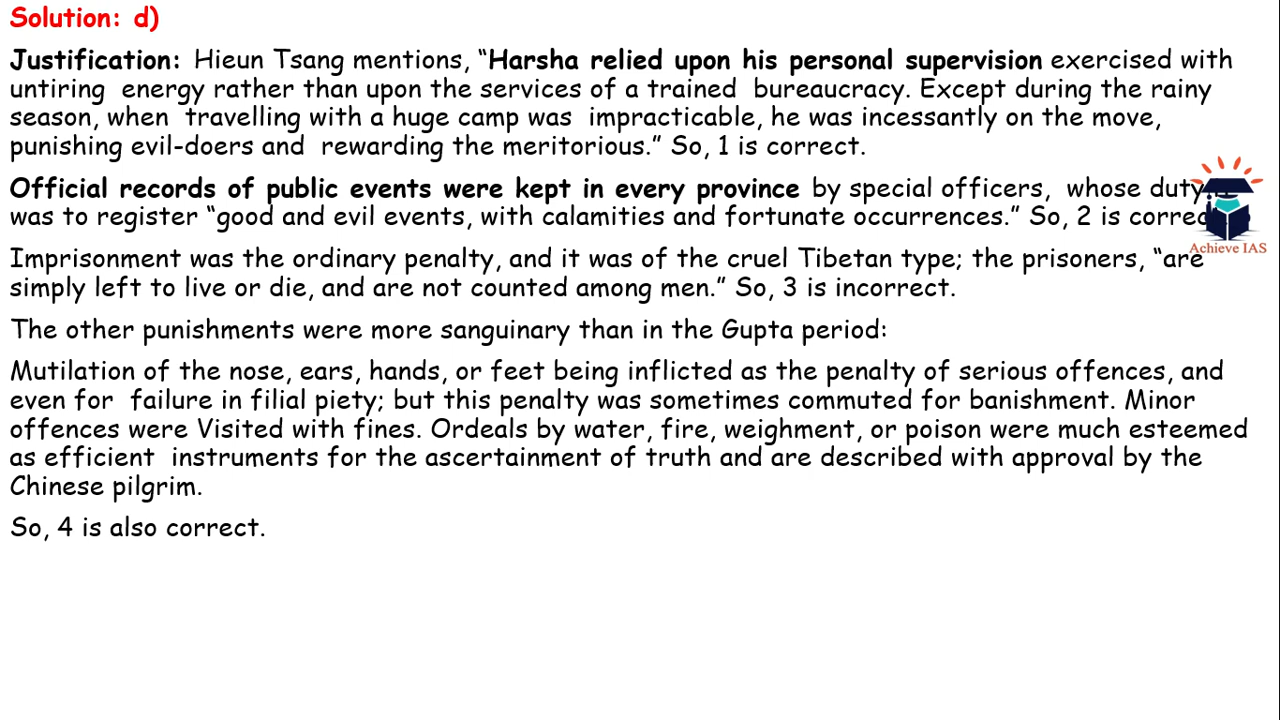 Solution: d)
Justification: Hieun Tsang mentions, “Harsha relied upon his personal supervision exercised with
untiring energy rather than upon the services of a trained bureaucracy. Except during the rainy
season, when travelling with a huge camp was impracticable, he was incessantly on the move,
punishing evil-doers and rewarding the meritorious.” So, 1 is correct.
Official records of public events were kept in every province by special officers, whose duty
was to register “good and evil events, with calamities and fortunate occurrences.” So, 2 is
Achieve IAS
Imprisonment was the ordinary penalty, and it was of the cruel Tibetan type; the prisoners, “are
simply left to live or die, and are not counted among men.” So, 3 is incorrect.
The other punishments were more sanguinary than in the Gupta period:
Mutilation of the nose, ears, hands, or feet being inflicted as the penalty of serious offences, and
even for failure in filial piety; but this penalty was sometimes commuted for banishment. Minor
offences were Visited with fines. Ordeals by water, fire, weighment, or poison were much esteemed
as efficient instruments for the ascertainment of truth and are described with approval by the
Chinese pilgrim.
So, 4 is also correct.